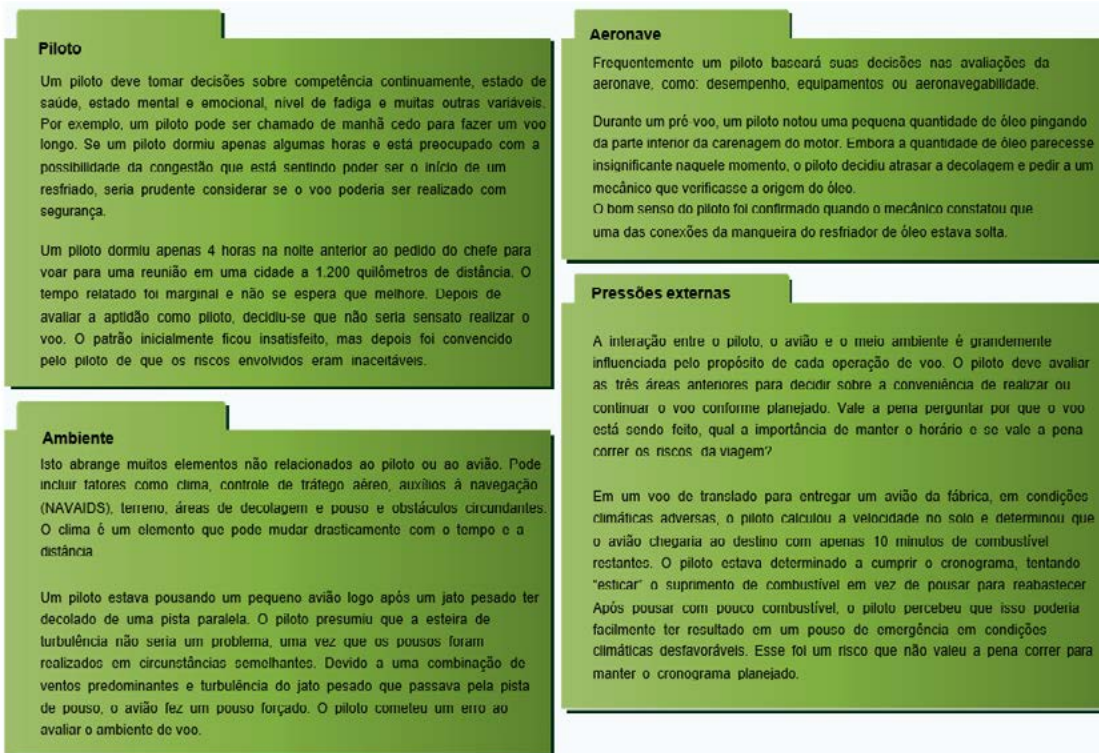 Piloto
Um piloto deve tomar decisões sobre competência continuamente, estado de
saúde, estado mental e emocional, nível de fadiga e muitas outras variáveis.
Por exemplo, um piloto pode ser chamado de manhã cedo para fazer um voo
longo. Se um piloto dormiu apenas algumas horas e está preocupado com a
possibilidade da congestão que está sentindo poder ser o início de um
resfriado, seria prudente considerar se o voo poderia ser realizado com
segurança.
Um piloto dormiu apenas 4 horas na noite anterior ao pedido do chefe para
voar para uma reunião em uma cidade a 1.200 quilômetros de distância. O
tempo relatado foi marginal e não se espera que melhore. Depois de
avaliar a aptidão como piloto, decidiu-se que não seria sensato realizar o
voo. O patrão inicialmente ficou insatisfeito, mas depois foi convencido
pelo piloto de que os riscos envolvidos eram inaceitáveis.
Ambiente
Isto abrange muitos elementos não relacionados ao piloto ou ao avião. Pode
incluir fatores como clima, controle de tráfego aéreo, auxílios à navegação
(NAVAIDS), terreno, áreas de decolagem e pouso e obstáculos circundantes.
O clima é um elemento que pode mudar drasticamente com o tempo e a
distância.
Um piloto estava pousando um pequeno avião logo após um jato pesado ter
decolado de uma pista paralela. O piloto presumiu que a esteira de
turbulência não seria um problema, uma vez que os pousos foram
realizados em circunstâncias semelhantes. Devido a uma combinação de
ventos predominantes e turbulência do jato pesado que passava pela pista
de pouso, o avião fez um pouso forçado. O piloto cometeu um erro ao
avaliar o ambiente de voo.
Aeronave
Frequentemente um piloto baseará suas decisões nas avaliações da
aeronave, como: desempenho, equipamentos ou aeronavegabilidade.
Durante um pré-voo, um piloto notou uma pequena quantidade de óleo pingando
da parte inferior da carenagem do motor. Embora a quantidade de óleo parecesse
insignificante naquele momento, o piloto decidiu atrasar a decolagem e pedir a um
mecânico que verificasse a origem do óleo.
O bom senso do piloto foi confirmado quando o mecânico constatou que
uma das conexões da mangueira do resfriador de óleo estava solta.
Pressões externas
A interação entre o piloto, o avião e o meio ambiente é grandemente
influenciada pelo propósito de cada operação de voo. O piloto deve avaliar
as três áreas anteriores para decidir sobre a conveniência de realizar ou
continuar o voo conforme planejado. Vale a pena perguntar por que o voo
está sendo feito, qual a importância de manter o horário e se vale a pena
correr os riscos da viagem?
Em um voo de translado para entregar um avião da fábrica, em condições
climáticas adversas, o piloto calculou a velocidade no solo e determinou que
o avião chegaria ao destino com apenas 10 minutos de combustível
restantes. O piloto estava determinado a cumprir o cronograma, tentando
"esticar" o suprimento de combustível em vez de pousar para reabastecer
Após pousar com pouco combustível, o piloto percebeu que isso poderia
facilmente ter resultado em um pouso de emergência em condições
climáticas desfavoráveis. Esse foi um risco que não valeu a pena correr para
manter o cronograma planejado.